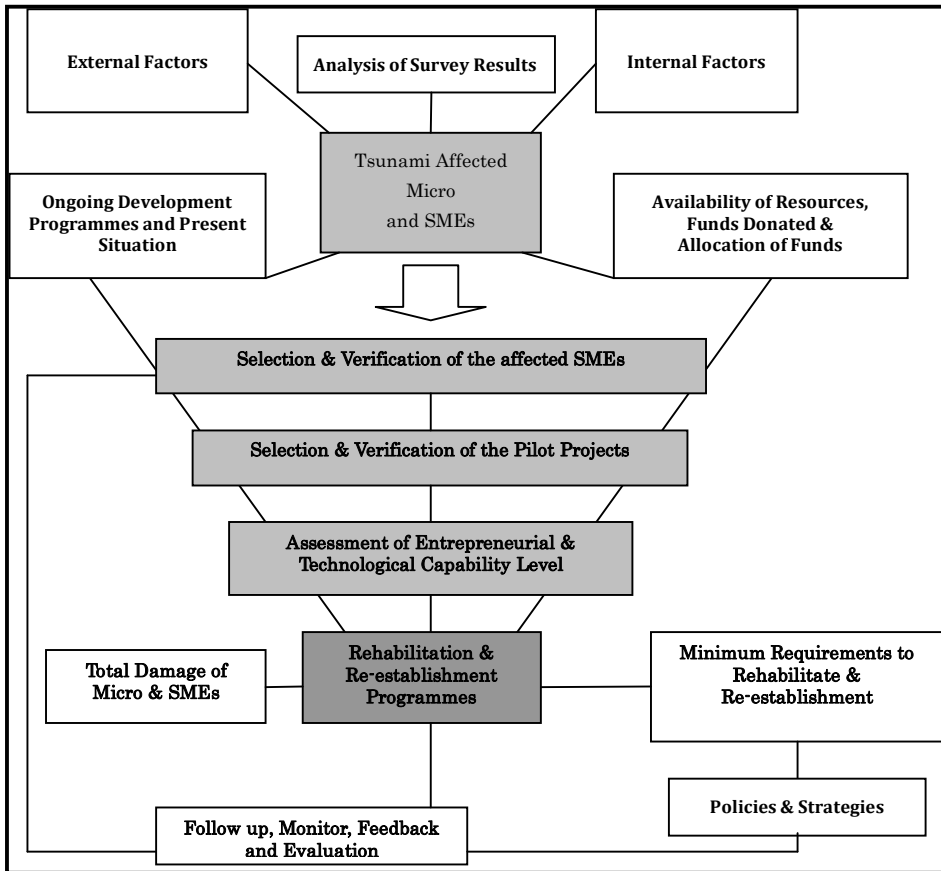 External Factors
Analysis of Survey Results
Internal Factors
Tsunami Affected
Micro
and SMEs
Ongoing Development
Programmes and Present
Situation
Availability of Resources,
Funds Donated &
Allocation of Funds
Selection & Verification of the affected SMEs
Selection & Verification of the Pilot Projects
Assessment of Entrepreneurial &
Technological Capability Level
Rehabilitation &
Re-establishment
Programmes
Total Damage of
Micro & SMEs
Minimum Requirements to
Rehabilitate &
Re-establishment
Policies & Strategies
Follow up, Monitor, Feedback
and Evaluation